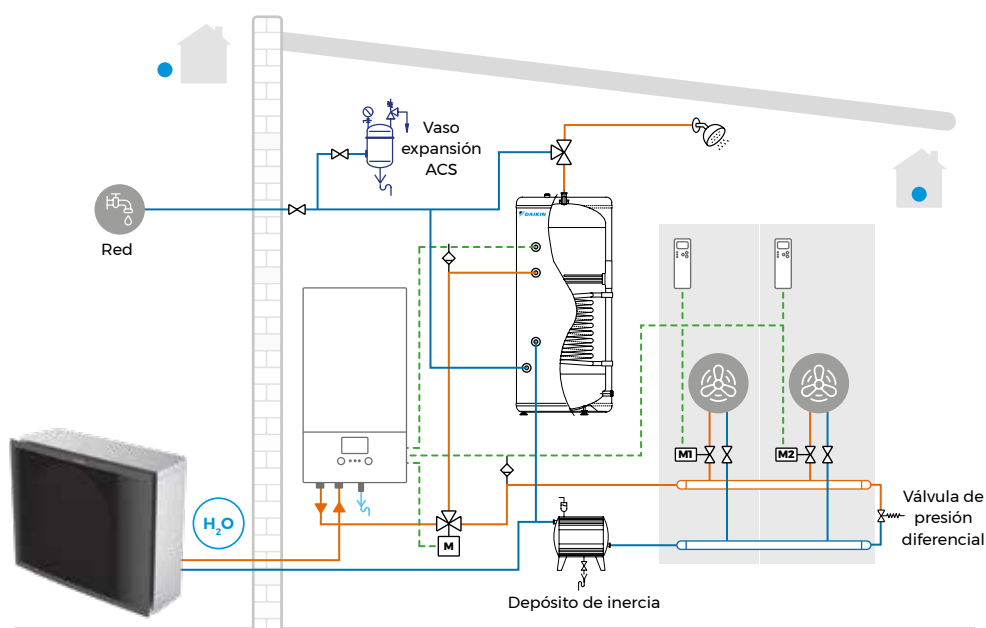 Vaso
expansión
ACS
Red
DAIKIN
H2O
M1
M2
M
Válvula de
presión
diferencial
Depósito de inercia